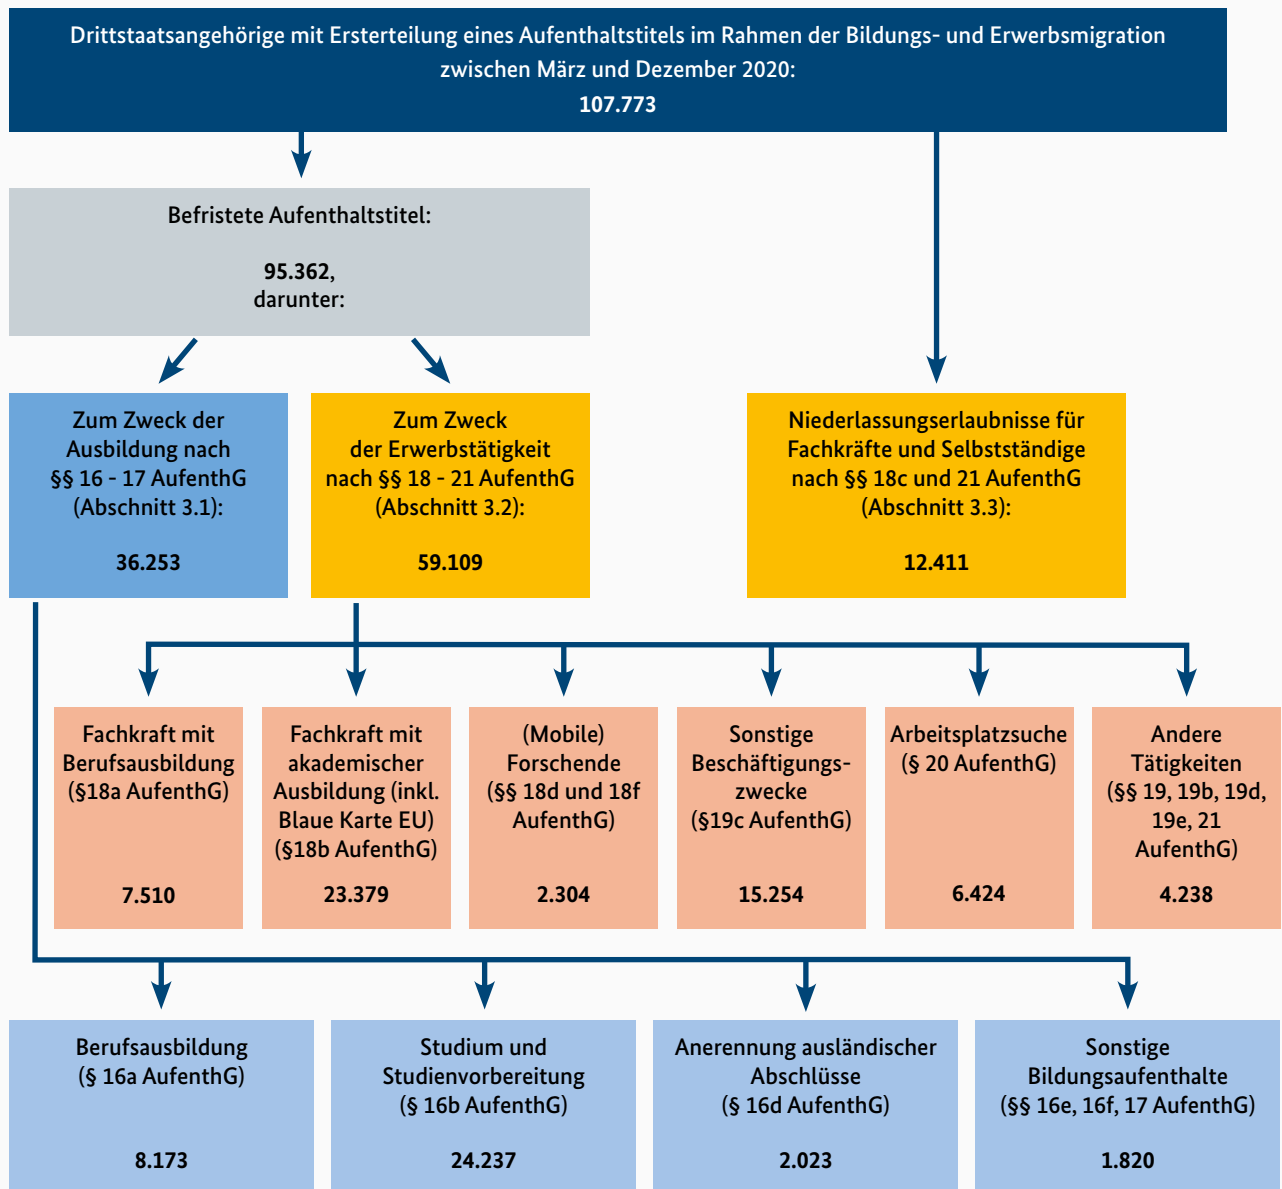 Drittstaatsangehörige mit Ersterteilung eines Aufenthaltstitels im Rahmen der Bildungs- und Erwerbsmigration
zwischen März und Dezember 2020:
107.773
Befristete Aufenthaltstitel:
95.362,
darunter:
Zum Zweck der
Ausbildung nach
§§ 16 - 17 AufenthG
(Abschnitt 3.1):
36.253
Zum Zweck
der Erwerbstätigkeit
nach §§ 18 - 21 AufenthG
(Abschnitt 3.2):
59.109
Niederlassungserlaubnisse für
Fachkräfte und Selbstständige
nach §§ 18c und 21 AufenthG
(Abschnitt 3.3):
12.411
Fachkraft mit
Berufsausbildung
(§18a AufenthG)
7.510
Fachkraft mit
akademischer
Ausbildung (inkl.
Blaue Karte EU)
(§18b AufenthG)
23.379
(Mobile)
Forschende
(§§ 18d und 18f
AufenthG)
2.304
Sonstige
Beschäftigungs-
zwecke
(§19c AufenthG)
15.254
Arbeitsplatzsuche
(§ 20 AufenthG)
6.424
Andere
Tätigkeiten
(§§ 19, 19b, 19d,
19e, 21
AufenthG)
4.238
Berufsausbildung
(§ 16a AufenthG)
8.173
Studium und
Studienvorbereitung
(§ 16b AufenthG)
24.237
Anerennung ausländischer
Abschlüsse
(§ 16d AufenthG)
2.023
Sonstige
Bildungsaufenthalte
(§§ 16e, 16f, 17 AufenthG)
1.820